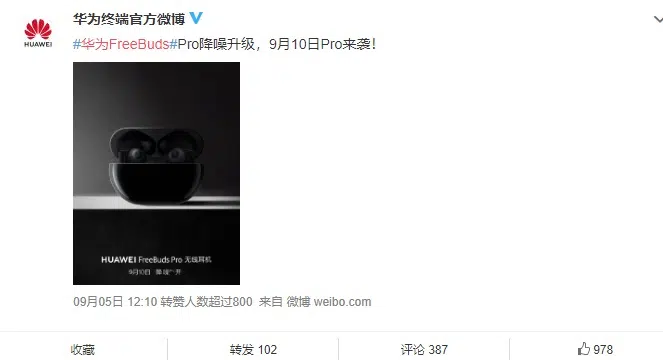 华为终端官方微博
HUAWEI
#华为FreeBuds#Pro降噪升级，9月10日Pro来袭！
HUAWEI FreeBuds Pro 无线耳机
9月10日
09月05日 12:10 转赞人数超过800 来自 微博 weibo.com
收藏
转发 102
评论 387
978